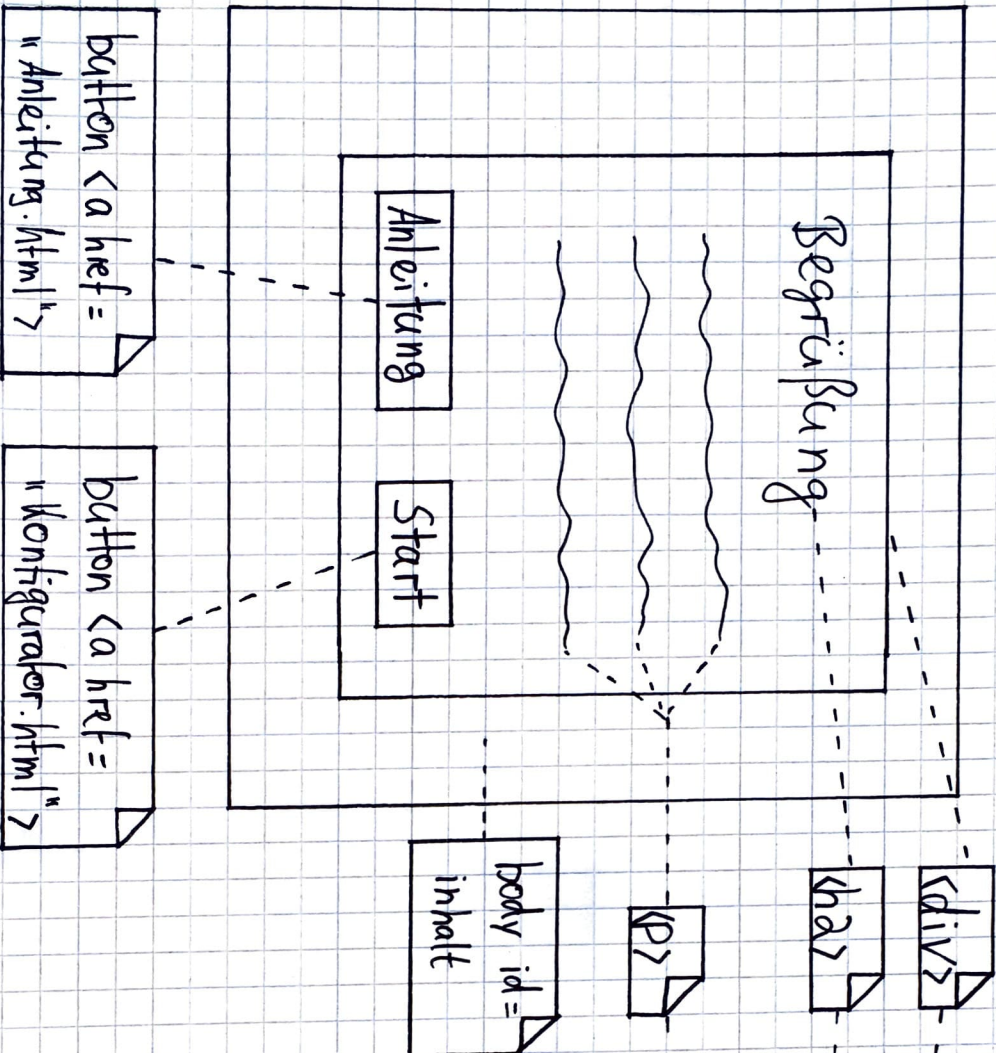 <div>
Begrüßung
<h2>
<p>
Anleitung
Start
body id =
inhalt
button <a href =
"Anleitung.html">
button <a href =
"Konfigurator.html">